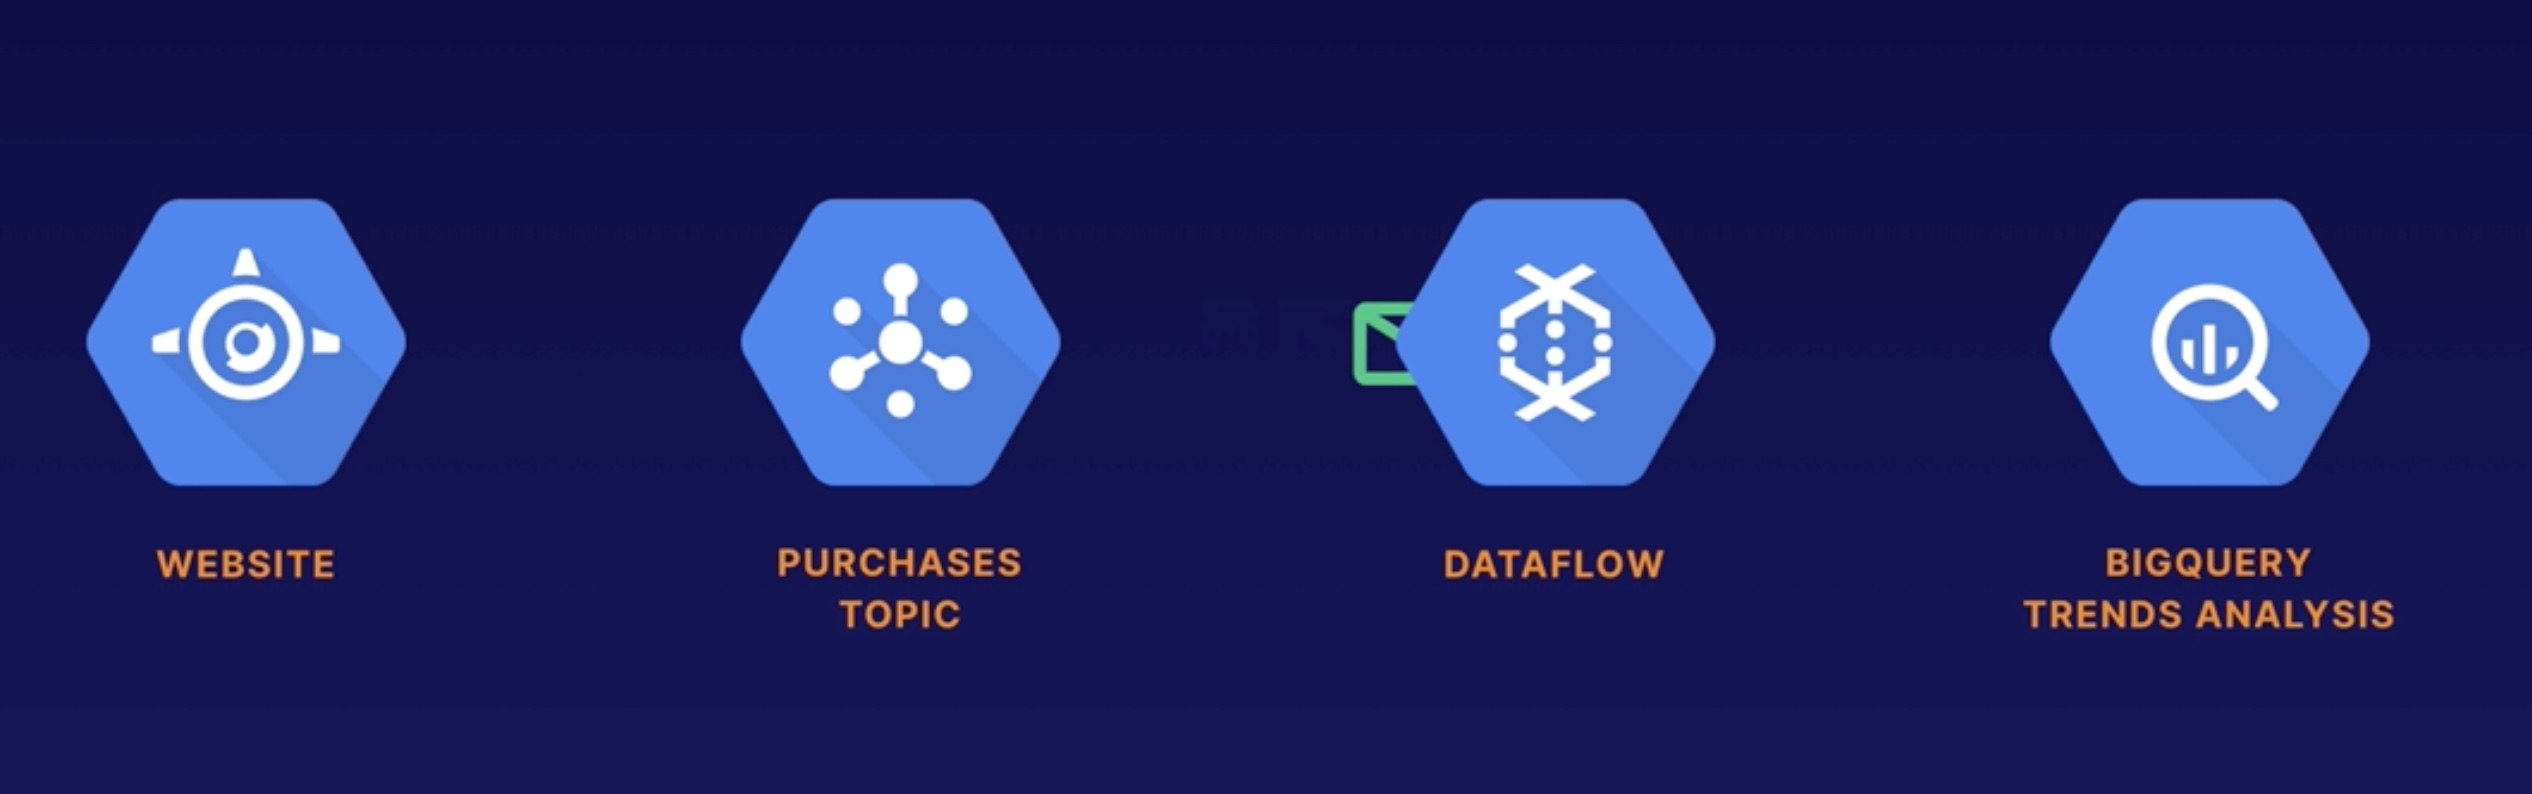 WEBSITE
PURCHASES
TOPIC
DATAFLOW
BIGQUERY
TRENDS ANALYSIS